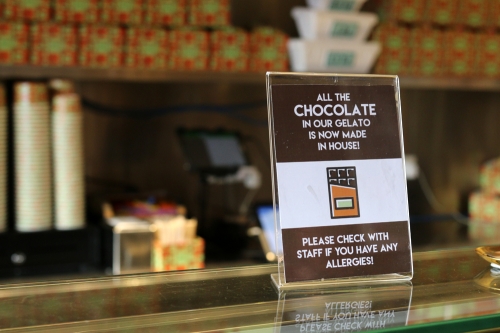 ALL THE
CHOCOLATE
IN OUR GELATO
IS NOW MADE
IN HOUSE!
PLEASE CHECK WITH
STAFF IF YOU HAVE ANY
ALLERGIES!